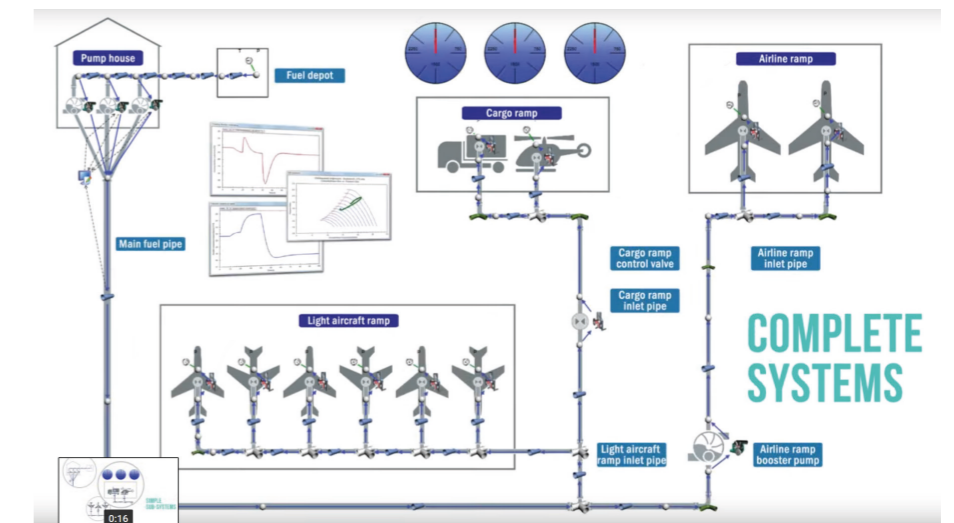 Pump house
Fuel depot
Cargo ramp
Airline ramp
Main fuel pipe
Cargo ramp
control valve
Airline ramp
inlet pipe
Cargo ramp
inlet pipe
Light aircraft ramp
COMPLETE
SYSTEMS
Light aircraft
ramp inlet pipe
Airline ramp
booster pump
0:16